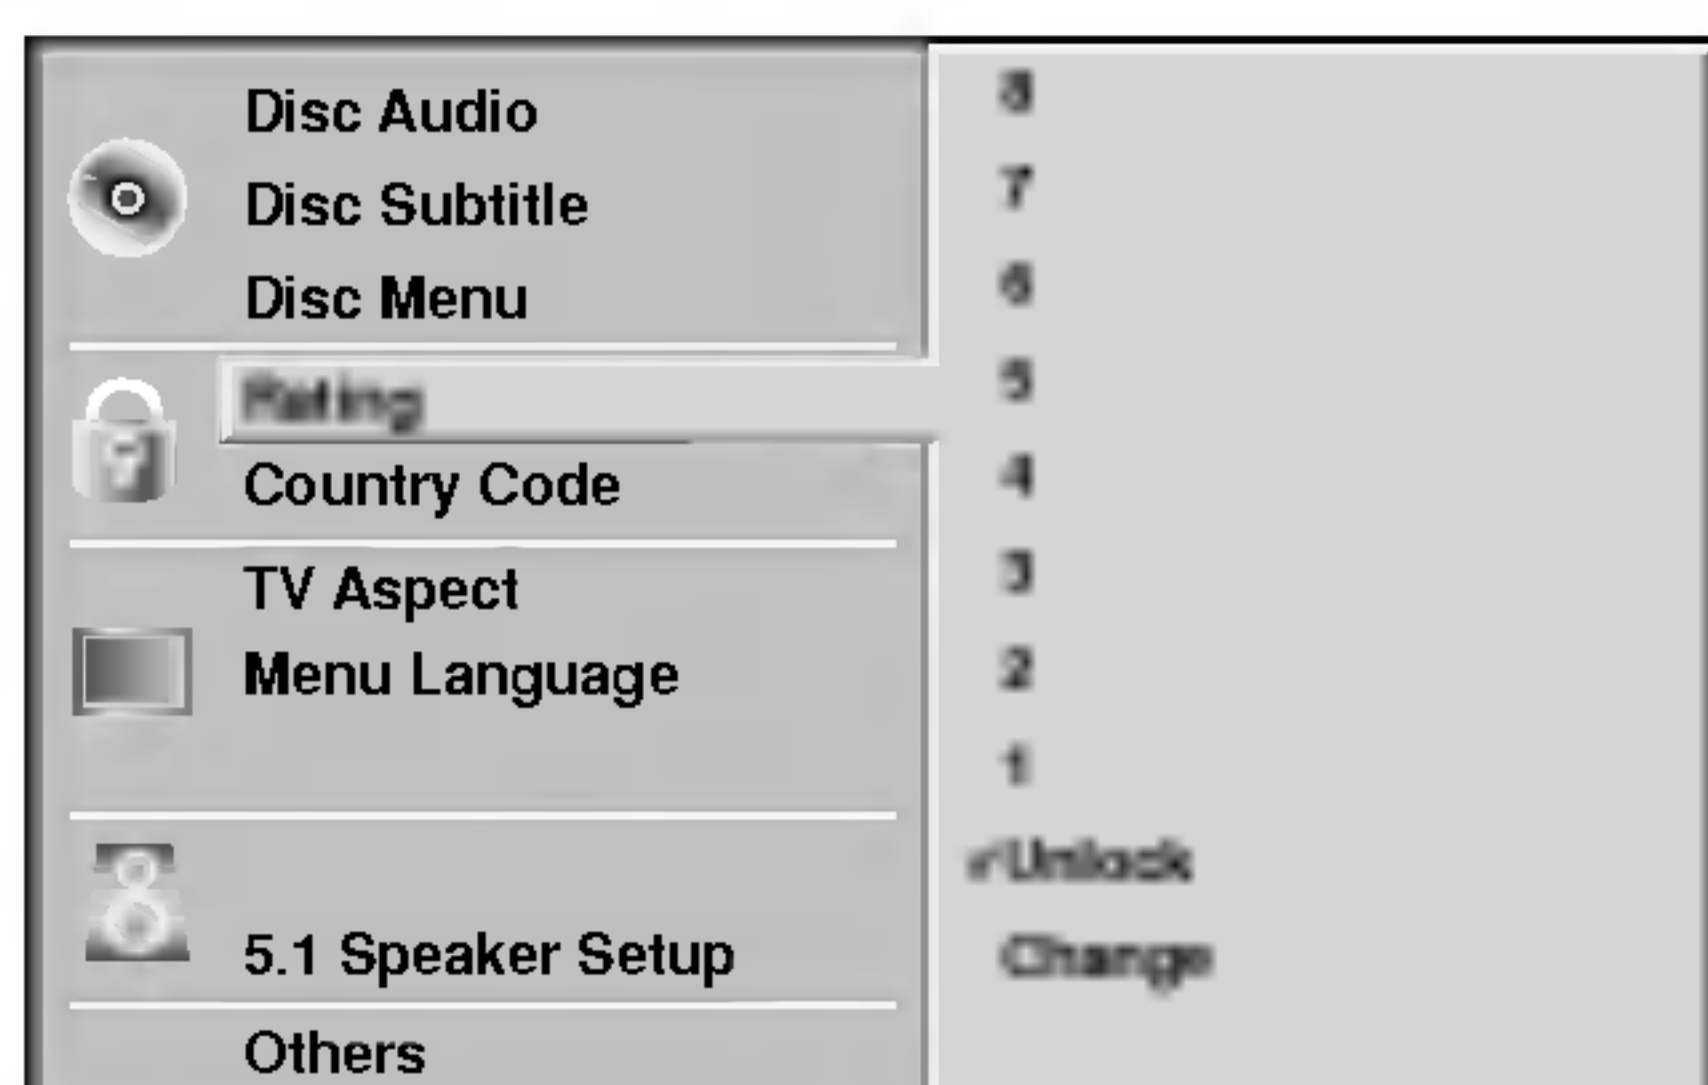 Disc Audio
Disc Subtitle
Disc Menu
Rating
Country Code
TV Aspect
Menu Language
5.1 Speaker Setup
Others
8
7
6
5
4
3
2
1
✓Unlock
Change